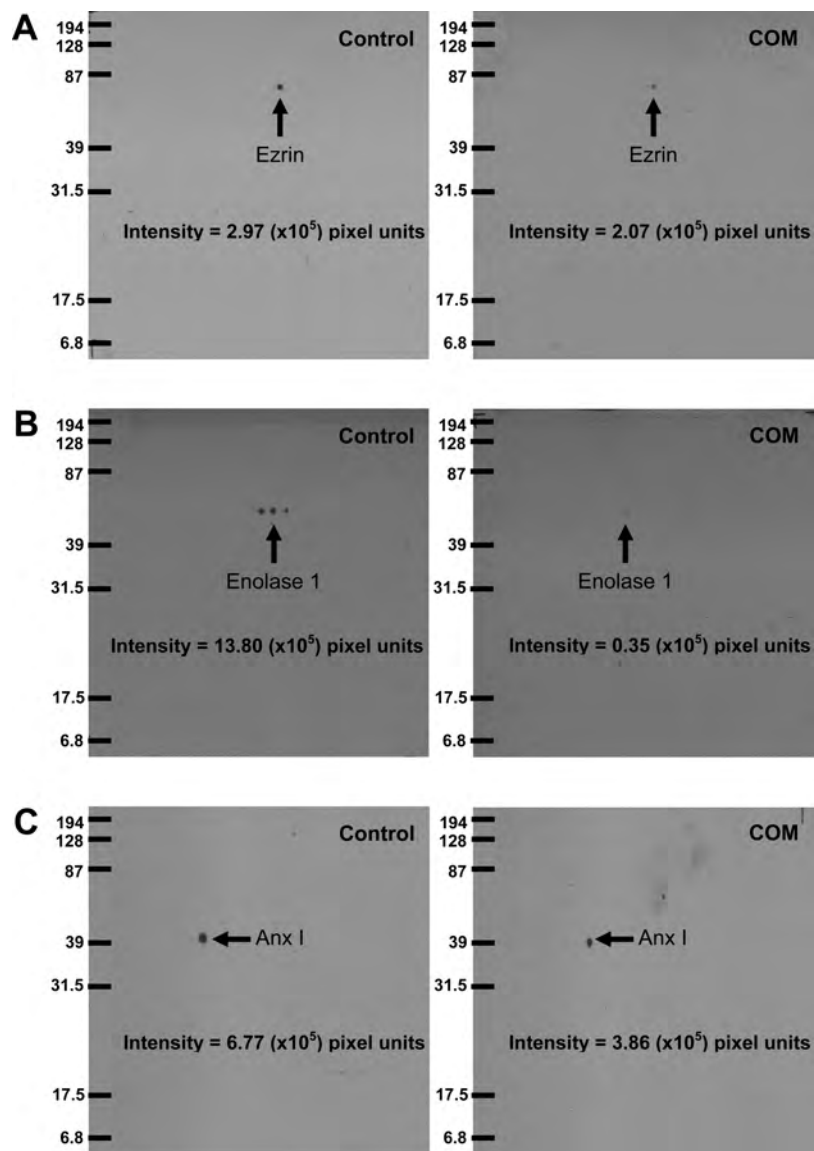 A
Control
194
128
87
39
31.5
17.5
6.8
Ezrin
Intensity = 2.97 (x10⁵) pixel units
COM
194
128
87
39
31.5
17.5
6.8
Ezrin
Intensity = 2.07 (x10⁵) pixel units
B
Control
194
128
87
39
31.5
17.5
6.8
Enolase 1
Intensity = 13.80 (x10⁵) pixel units
COM
194
128
87
39
31.5
17.5
6.8
Enolase 1
Intensity = 0.35 (x10⁵) pixel units
C
Control
194
128
87
39
31.5
17.5
6.8
Anx I
Intensity = 6.77 (x10⁵) pixel units
COM
194
128
87
39
31.5
17.5
6.8
Anx I
Intensity = 3.86 (x10⁵) pixel units